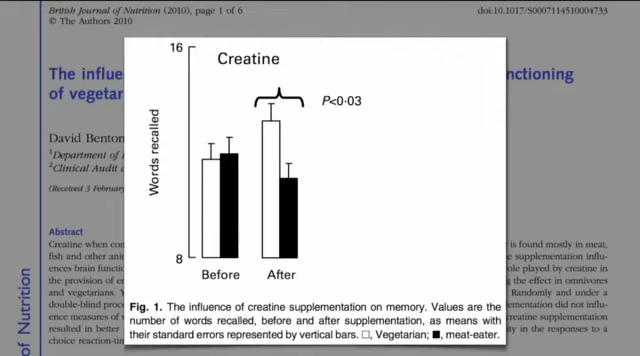 British Journal of Nutrition (2010), page 1 of 6
doi:10.1017/S0007114510004733
© The Authors 2010
The influe
nctioning
of vegetar
David Benton
¹Department of
²Clinical Audit a
(Received 3 February
Abstract
Creatine when con
is found mostly in meat,
fish and other anim
e supplementation influ-
ences brain function
ole played by creatine in
the provision of en
g the effect in omnivores
and vegetarians. Y
Randomly and under a
double-blind proce
lementation did not influ-
ence measures of v
creatine supplementation
resulted in better
ity in the responses to a
choice reaction-tim
of Nutrition
Creatine
16
Words recalled
8
P<0·03
Before
After
Fig. 1. The influence of creatine supplementation on memory. Values are the
number of words recalled, before and after supplementation, as means with
their standard errors represented by vertical bars. □, Vegetarian; ■, meat-eater.